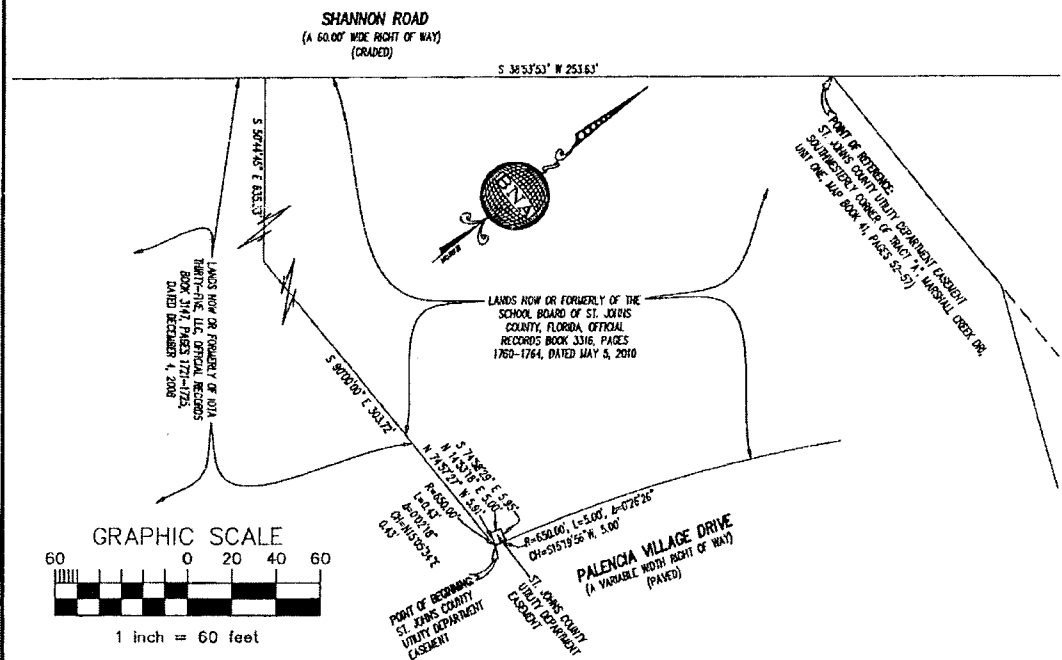 SHANNON ROAD
(A 60.00' WIDE RIGHT OF WAY)
(GRADED)
S 38'53'53" W 253.63'
S 50'44'45" E 635.13'
POINT OF REFERENCE:
ST. JOHNS COUNTY UTILITY DEPARTMENT EASEMENT
SOUTHWESTERLY CORNER OF TRACT "A", MARSHALL CREEK DRI,
UNIT ONE, MAP BOOK 41, PAGES 52-57)
LANDS NOW OR FORMERLY OF IOTA
THIRTY-FIVE, LLC, OFFICIAL RECORDS
BOOK 3147, PAGES 1721-1725,
DATED DECEMBER 4, 2008
LANDS NOW OR FORMERLY OF THE
SCHOOL BOARD OF ST. JOHNS
COUNTY, FLORIDA, OFFICIAL
RECORDS BOOK 3316, PAGES
1760-1764, DATED MAY 5, 2010
S 90'00'00" E 303.72'
S 74'58'29" E 5.95'
N 14'53'18" E 5.00'
N 74'57'27" W 5.91'
R=650.00'
L=0.43'
Δ=0'02'18"
CH=N15'05'34"E
0.43'
R=650.00', L=5.00', Δ=0'26'26"
CH=S15'19'56"W, 5.00'
PALENCIA VILLAGE DRIVE
(A VARIABLE WIDTH RIGHT OF WAY)
(PAVED)
POINT OF BEGINNING
ST. JOHNS COUNTY
UTILITY DEPARTMENT
EASEMENT
ST. JOHNS COUNTY
UTILITY DEPARTMENT
EASEMENT
GRAPHIC SCALE
60 0 20 40 60
1 inch = 60 feet